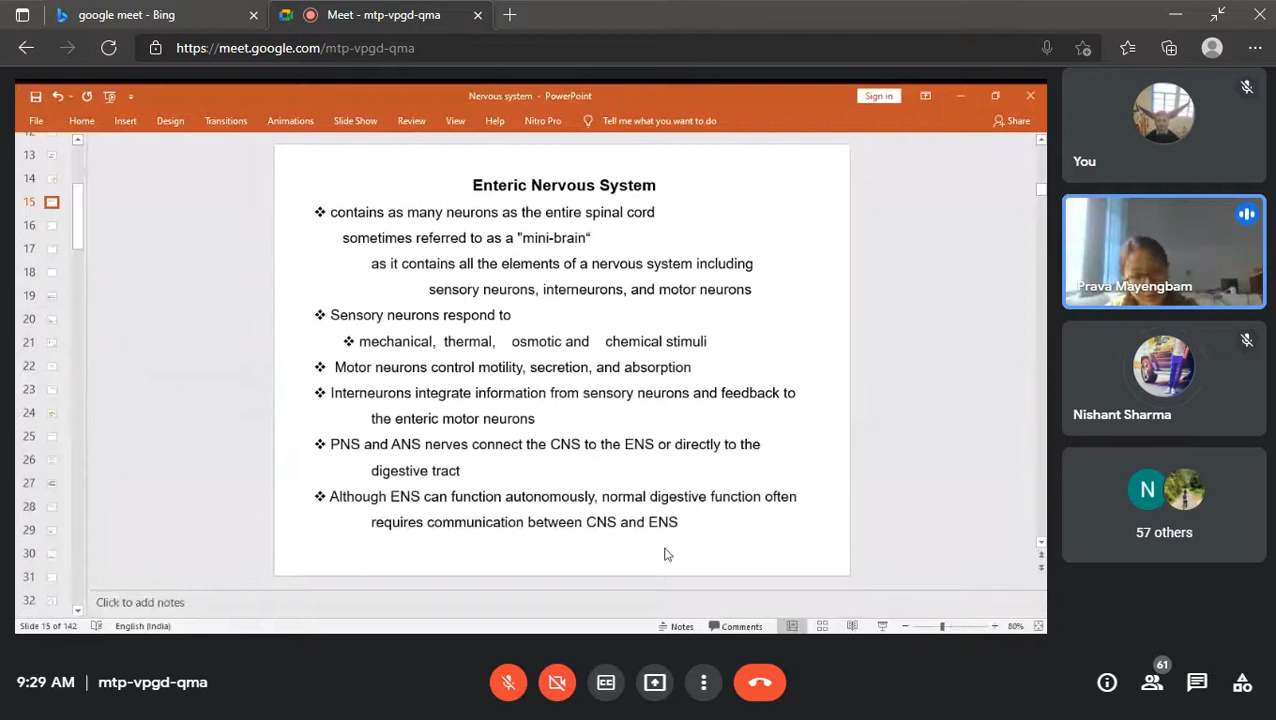 google meet - Bing
Meet - mtp-vpgd-qma
https://meet.google.com/mtp-vpgd-qma
Nervous system - PowerPoint
Sign in
File Home Insert Design Transitions Animations Slide Show Review View Help Nitro Pro Tell me what you want to do Share
13
14
15
16
17
18
19
20
21
22
23
24
25
26
27
28
29
30
31
32
Enteric Nervous System
❖ contains as many neurons as the entire spinal cord
sometimes referred to as a "mini-brain“
as it contains all the elements of a nervous system including
sensory neurons, interneurons, and motor neurons
❖ Sensory neurons respond to
❖ mechanical, thermal, osmotic and chemical stimuli
❖ Motor neurons control motility, secretion, and absorption
❖ Interneurons integrate information from sensory neurons and feedback to
the enteric motor neurons
❖ PNS and ANS nerves connect the CNS to the ENS or directly to the
digestive tract
❖ Although ENS can function autonomously, normal digestive function often
requires communication between CNS and ENS
Click to add notes
Slide 15 of 142 English (India) Notes Comments 80%
You
Prava Mayengbam
Nishant Sharma
N
57 others
9:29 AM | mtp-vpgd-qma
61